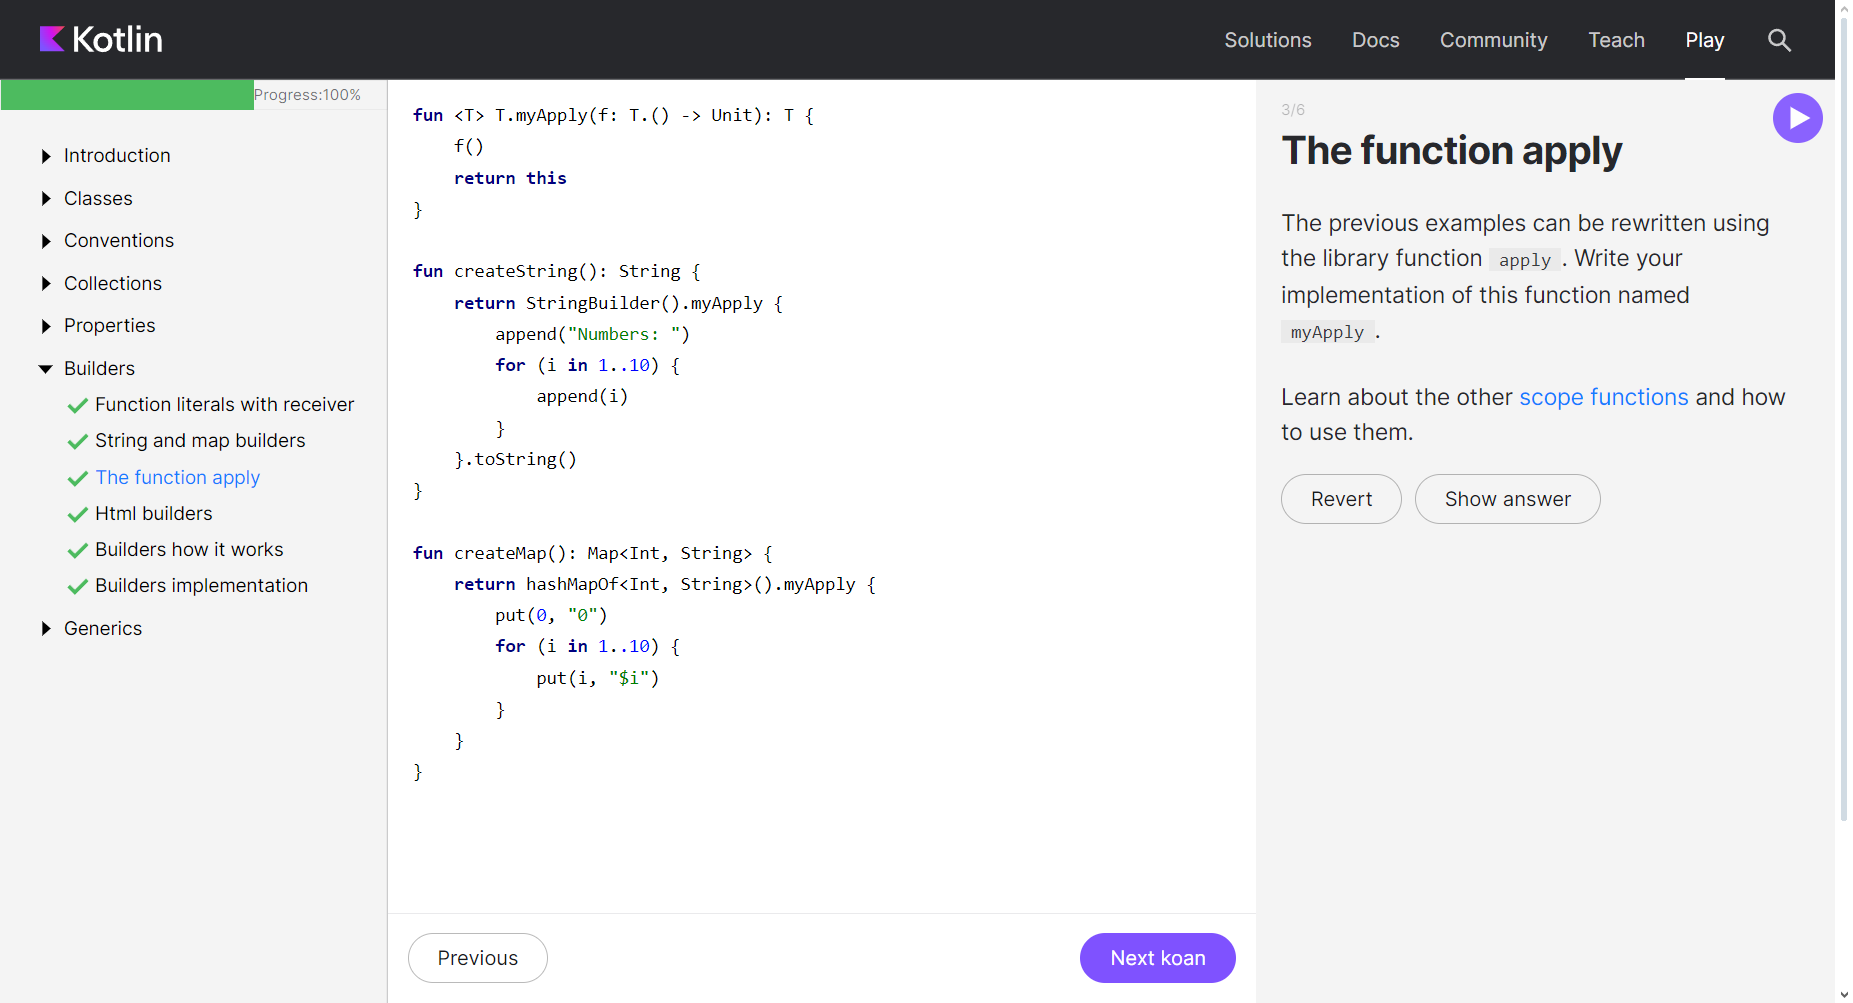 Kotlin
Solutions
Docs
Community
Teach
Play
Progress:100%
Introduction
Classes
Conventions
Collections
Properties
Builders
Function literals with receiver
String and map builders
The function apply
Html builders
Builders how it works
Builders implementation
Generics
fun <T> T.myApply(f: T.() -> Unit): T {
    f()
    return this
}
fun createString(): String {
    return StringBuilder().myApply {
        append("Numbers: ")
        for (i in 1..10) {
            append(i)
        }
    }.toString()
}
fun createMap(): Map<Int, String> {
    return hashMapOf<Int, String>().myApply {
        put(0, "0")
        for (i in 1..10) {
            put(i, "$i")
        }
    }
}
Previous
Next koan
3/6
The function apply
The previous examples can be rewritten using
the library function apply. Write your
implementation of this function named
myApply.
Learn about the other scope functions and how
to use them.
Revert
Show answer